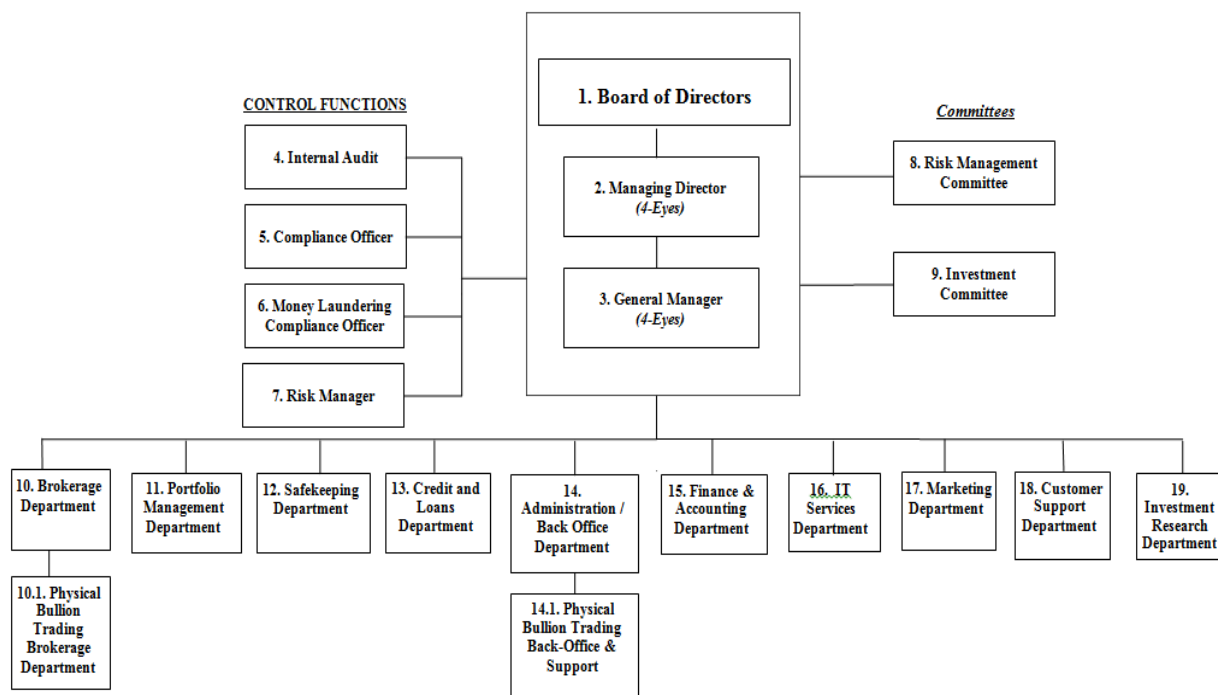 1. Board of Directors
CONTROL FUNCTIONS
Committees
4. Internal Audit
2. Managing Director
(4-Eyes)
8. Risk Management
Committee
5. Compliance Officer
3. General Manager
(4-Eyes)
9. Investment
Committee
6. Money Laundering
Compliance Officer
7. Risk Manager
10. Brokerage
Department
11. Portfolio
Management
Department
12. Safekeeping
Department
13. Credit and
Loans
Department
14.
Administration /
Back Office
Department
15. Finance &
Accounting
Department
16. IT
Services
Department
17. Marketing
Department
18. Customer
Support
Department
19.
Investment
Research
Department
10.1. Physical
Bullion
Trading
Brokerage
Department
14.1. Physical
Bullion Trading
Back-Office &
Support